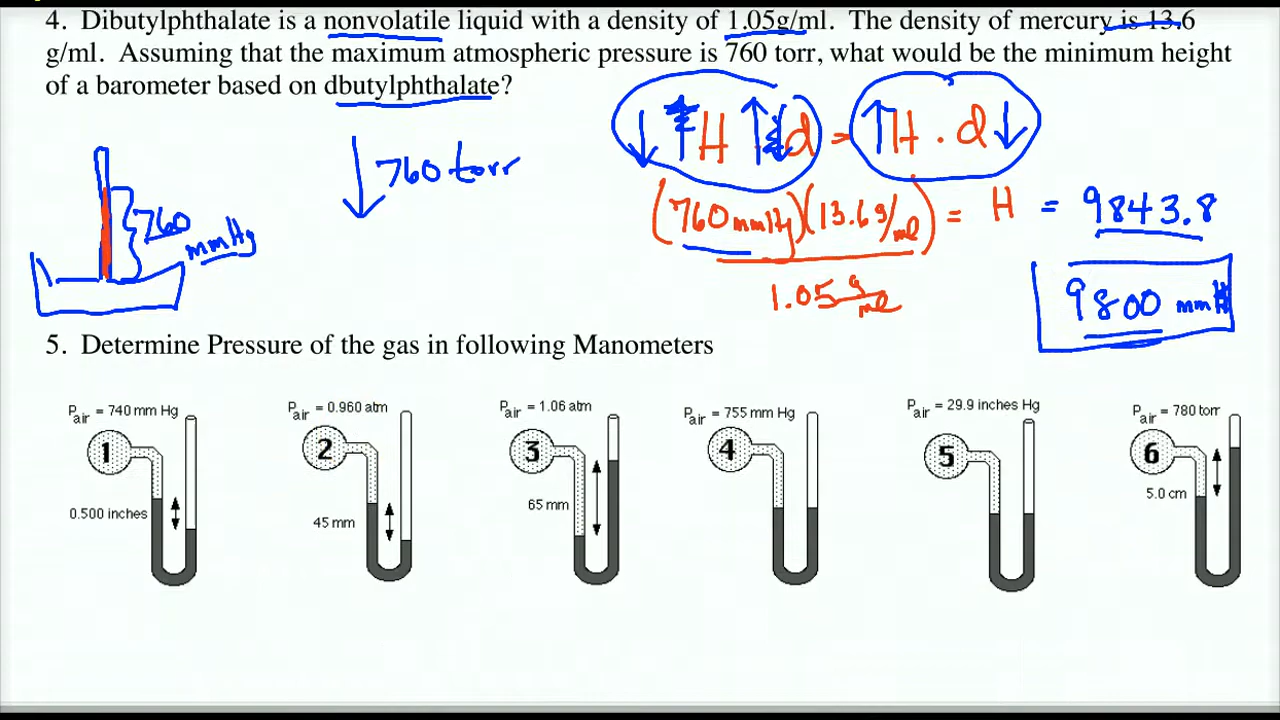 4. Dibutylphthalate is a nonvolatile liquid with a density of 1.05g/ml. The density of mercury is 13.6
g/ml. Assuming that the maximum atmospheric pressure is 760 torr, what would be the minimum height
of a barometer based on dbutylphthalate?
H d = H . d
760 torr
760
mmHg
(760 mmHg)(13.6 g/ml) = H = 9843.8
1.05 g/ml
9800 mmH
5. Determine Pressure of the gas in following Manometers
Pair = 740 mm Hg
1
0.500 inches
Pair = 0.960 atm
2
45 mm
Pair = 1.06 atm
3
65 mm
Pair = 755 mm Hg
4
Pair = 29.9 inches Hg
5
Pair = 780 torr
6
5.0 cm